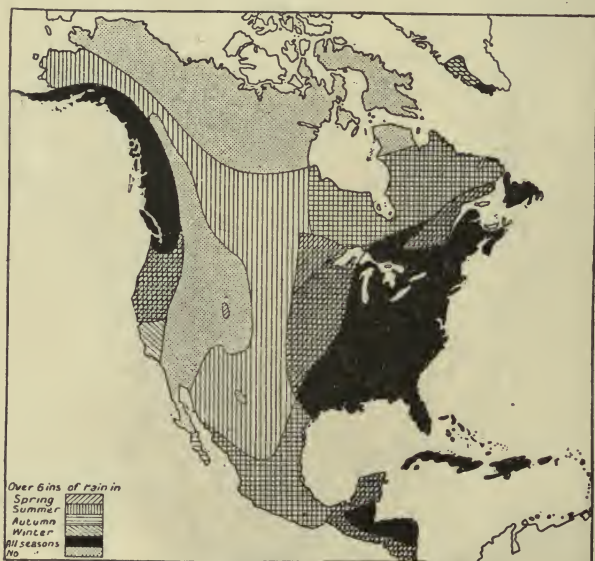 Over 6ins of rain in
Spring
Summer
Autumn
Winter
All seasons
No "